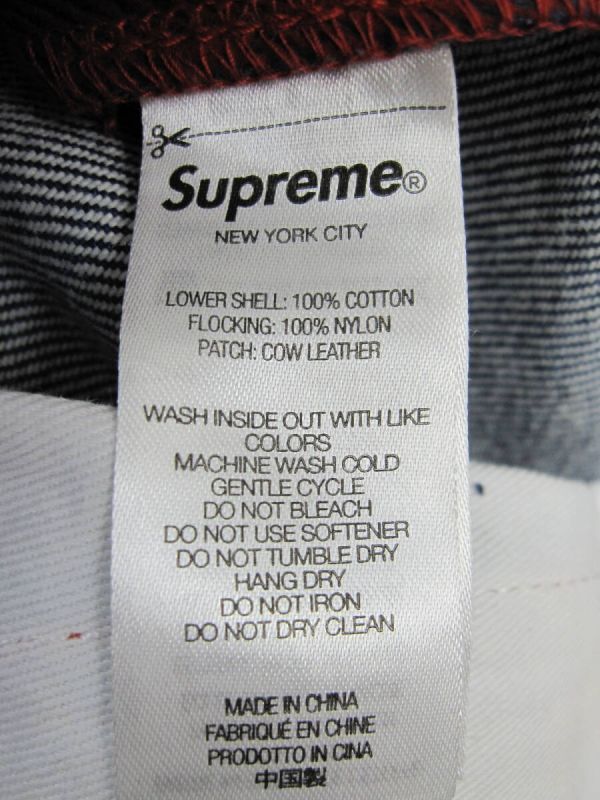 Supreme®
NEW YORK CITY
LOWER SHELL: 100% COTTON
FLOCKING: 100% NYLON
PATCH: COW LEATHER
WASH INSIDE OUT WITH LIKE
COLORS
MACHINE WASH COLD
GENTLE CYCLE
DO NOT BLEACH
DO NOT USE SOFTENER
DO NOT TUMBLE DRY
HANG DRY
DO NOT IRON
DO NOT DRY CLEAN
MADE IN CHINA
FABRIQUÉ EN CHINE
PRODOTTO IN CINA
中国製